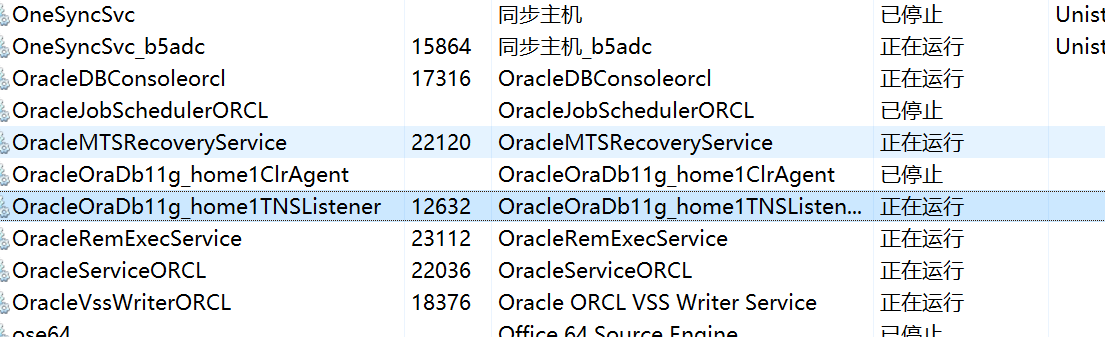 OneSyncSvc 同步主机 已停止 Unist
OneSyncSvc_b5adc 15864 同步主机_b5adc 正在运行 Unist
OracleDBConsoleorcl 17316 OracleDBConsoleorcl 正在运行
OracleJobSchedulerORCL OracleJobSchedulerORCL 已停止
OracleMTSRecoveryService 22120 OracleMTSRecoveryService 正在运行
OracleOraDb11g_home1ClrAgent OracleOraDb11g_home1ClrAgent 已停止
OracleOraDb11g_home1TNSListener 12632 OracleOraDb11g_home1TNSListen... 正在运行
OracleRemExecService 23112 OracleRemExecService 正在运行
OracleServiceORCL 22036 OracleServiceORCL 正在运行
OracleVssWriterORCL 18376 Oracle ORCL VSS Writer Service 正在运行
ose64 Office 64 Source Engine 已停止